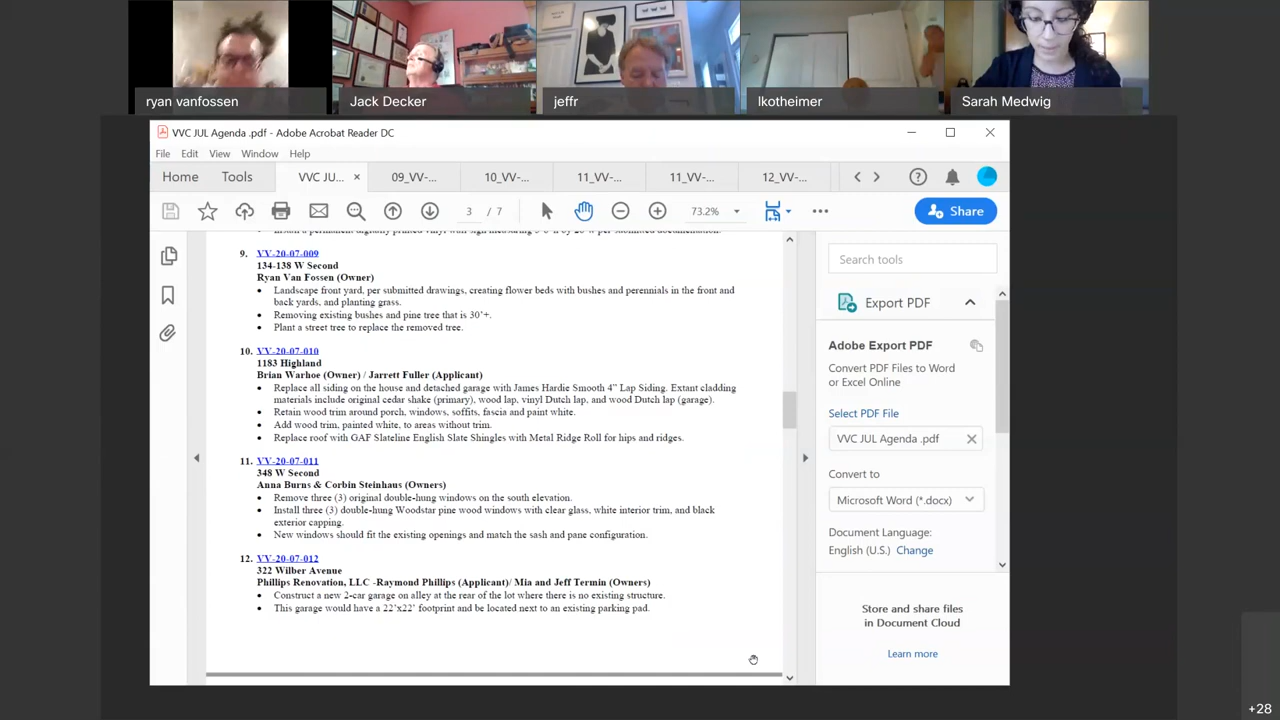 ryan vanfossen
Jack Decker
jeffr
lkotheimer
Sarah Medwig
VVC JUL Agenda .pdf - Adobe Acrobat Reader DC
File Edit View Window Help
Home Tools VVC JU... × 09_VV-... 10_VV-... 11_VV-... 11_VV-... 12_VV-...
3 / 7 73.2% Share
9. VV-20-07-009
134-138 W Second
Ryan Van Fossen (Owner)
• Landscape front yard, per submitted drawings, creating flower beds with bushes and perennials in the front
back yards, and planting grass.
• Removing existing bushes and pine tree that is 30'+.
• Plant a street tree to replace the removed tree.
10. VV-20-07-010
1183 Highland
Brian Warhoe (Owner) / Jarrett Fuller (Applicant)
• Replace all siding on the house and detached garage with James Hardie Smooth 4” Lap Siding. Extant cladding
materials include original cedar shake (primary), wood lap, vinyl Dutch lap, and wood Dutch lap (garage).
• Retain wood trim around porch, windows, soffits, fascia and paint white.
• Add wood trim, painted white, to areas without trim.
• Replace roof with GAF Slateline English Slate Shingles with Metal Ridge Roll for hips and ridges.
11. VV-20-07-011
348 W Second
Anna Burns & Corbin Steinhaus (Owners)
• Remove three (3) original double-hung windows on the south elevation.
• Install three (3) double-hung Woodstar pine wood windows with clear glass, white interior trim, and black
exterior capping.
• New windows should fit the existing openings and match the sash and pane configuration.
12. VV-20-07-012
322 Wilber Avenue
Phillips Renovation, LLC -Raymond Phillips (Applicant)/ Mia and Jeff Termin (Owners)
• Construct a new 2-car garage on alley at the rear of the lot where there is no existing structure.
• This garage would have a 22’x22’ footprint and be located next to an existing parking pad.
Search tools
Export PDF
Adobe Export PDF
Convert PDF Files to Word
or Excel Online
Select PDF File
VVC JUL Agenda .pdf ×
Convert to
Microsoft Word (*.docx)
Document Language:
English (U.S.) Change
Store and share files
in Document Cloud
Learn more
+28